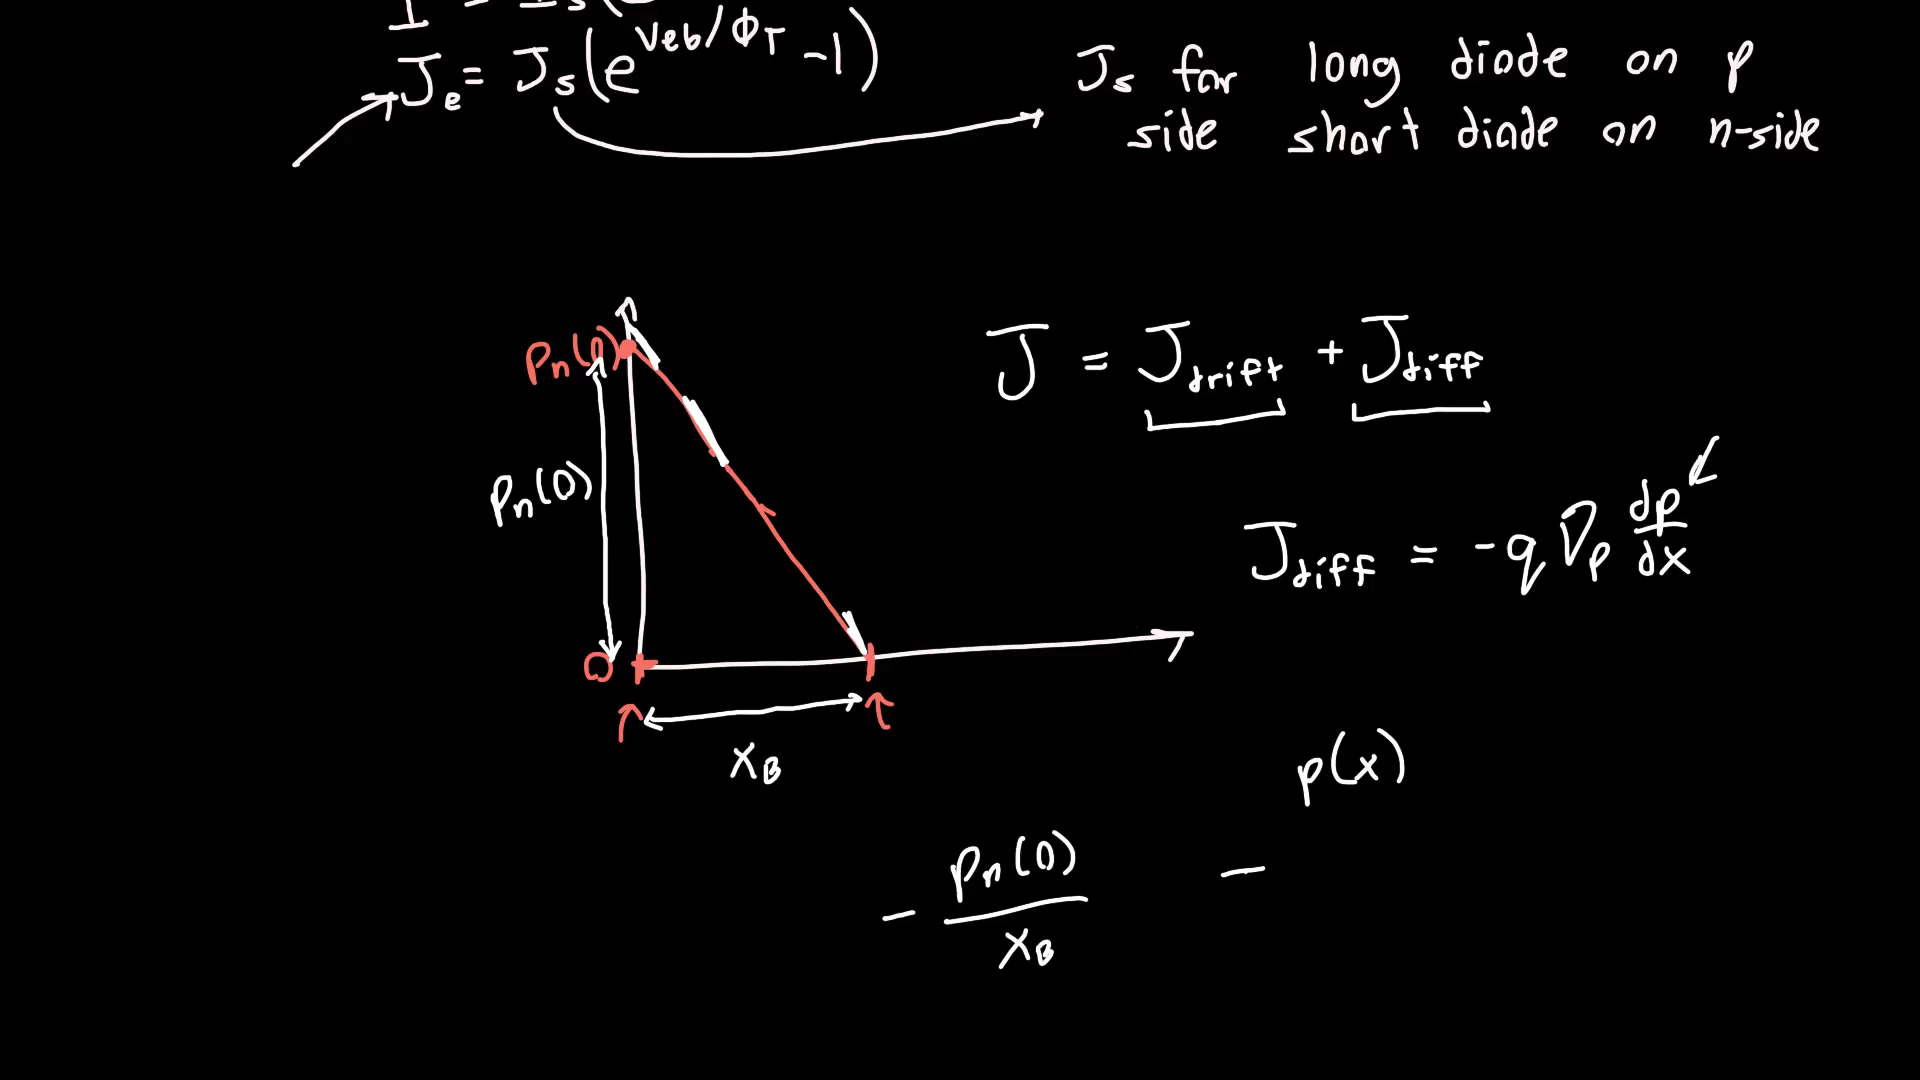 I = Is(
Je = Js(e^Veb/ΦT -1)
Js for long diode on p
side short diode on n-side
Pn(0)
J = Jdrift + Jdiff
Pn(0)
Jdiff = -q Dp dp/dx
0
xB
p(x)
- Pn(0)/xB -